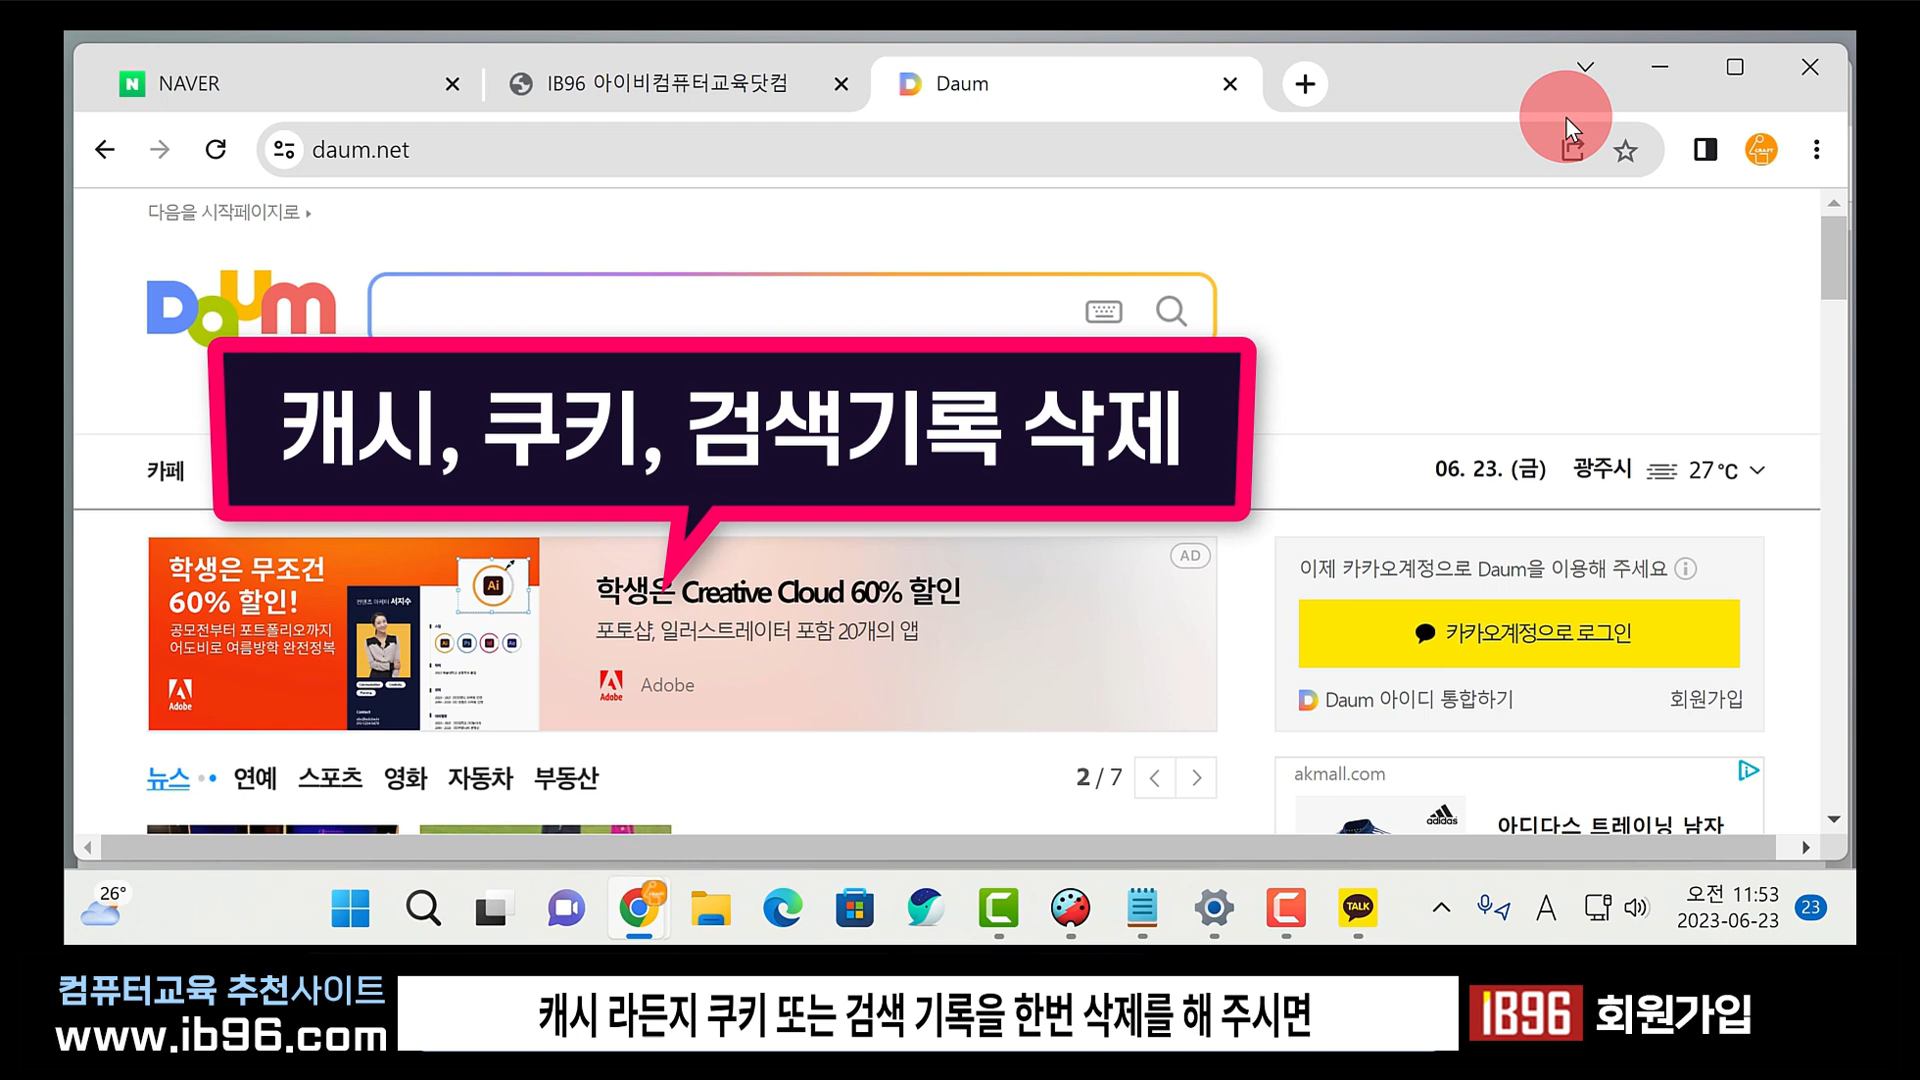 NAVER
IB96 아이비컴퓨터교육닷컴
Daum
daum.net
다음을 시작페이지로
Daum
캐시, 쿠키, 검색기록 삭제
카페
06. 23. (금) 광주시 27℃
학생은 무조건
60% 할인!
공모전부터 포트폴리오까지
어도비로 여름방학 완전정복
Adobe
서지수
Ai
학생은 Creative Cloud 60% 할인
포토샵, 일러스트레이터 포함 20개의 앱
Adobe
Adobe
AD
이제 카카오계정으로 Daum을 이용해 주세요
카카오계정으로 로그인
Daum 아이디 통합하기
회원가입
뉴스 연예 스포츠 영화 자동차 부동산
2 / 7
akmall.com
adidas
아디다스 트레이닝 남자
26°
TALK
A
오전 11:53
2023-06-23
23
컴퓨터교육 추천사이트
www.ib96.com
캐시 라든지 쿠키 또는 검색 기록을 한번 삭제를 해 주시면
IB96 회원가입